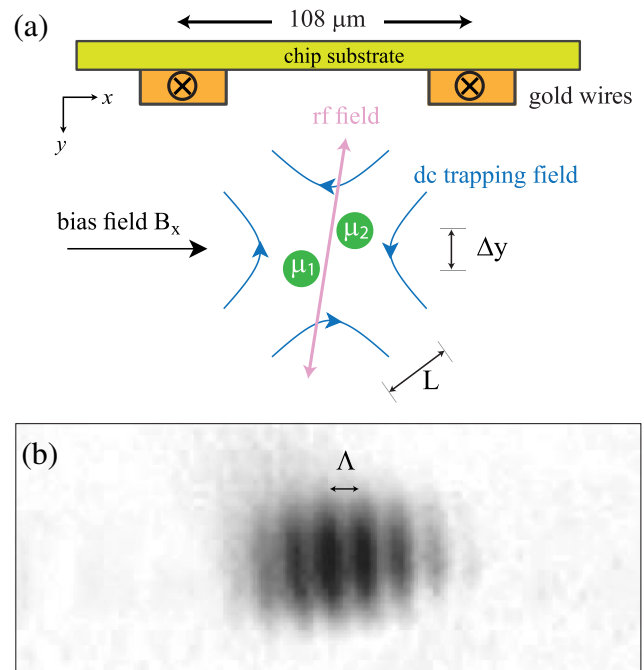 (a)
108 μm
chip substrate
x
y
gold wires
rf field
dc trapping field
bias field Bx
μ2
μ1
Δy
L
(b)
Λ